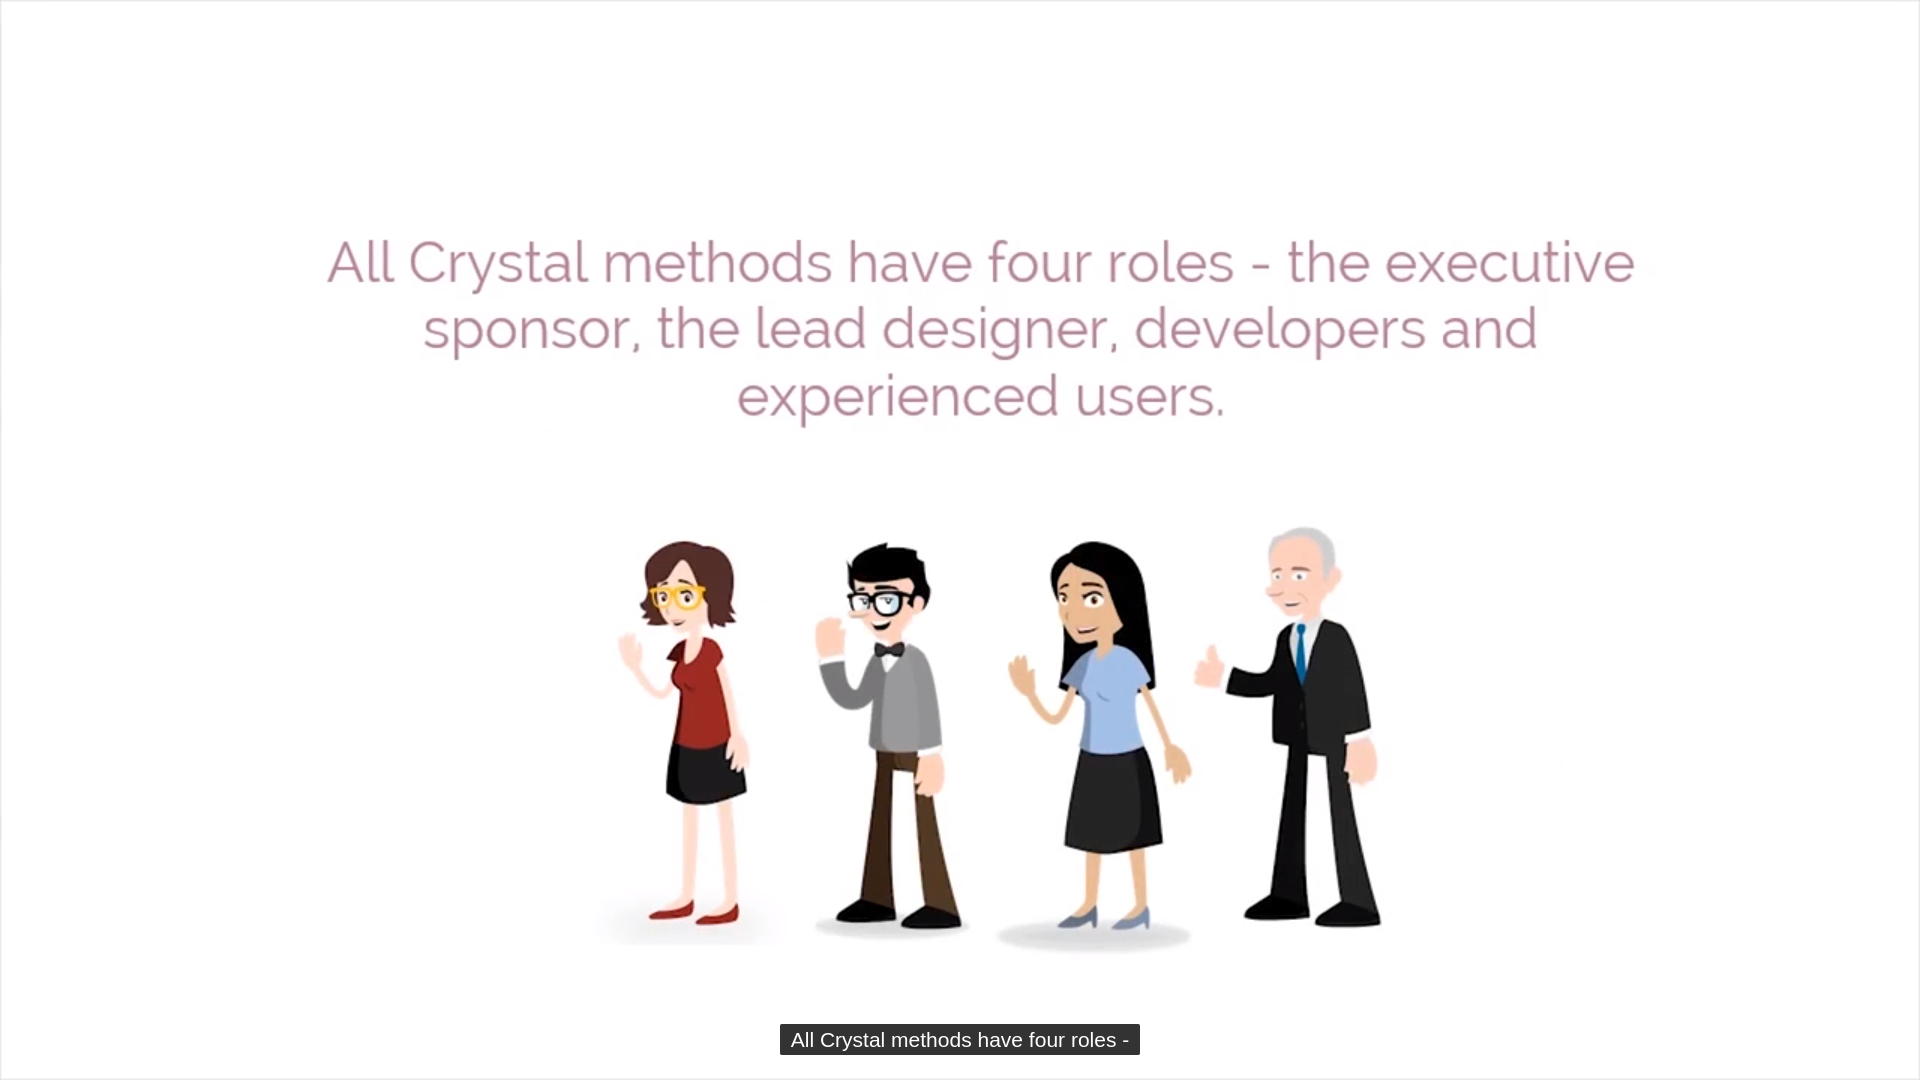 All Crystal methods have four roles - the executive
sponsor, the lead designer, developers and
experienced users.
All Crystal methods have four roles -